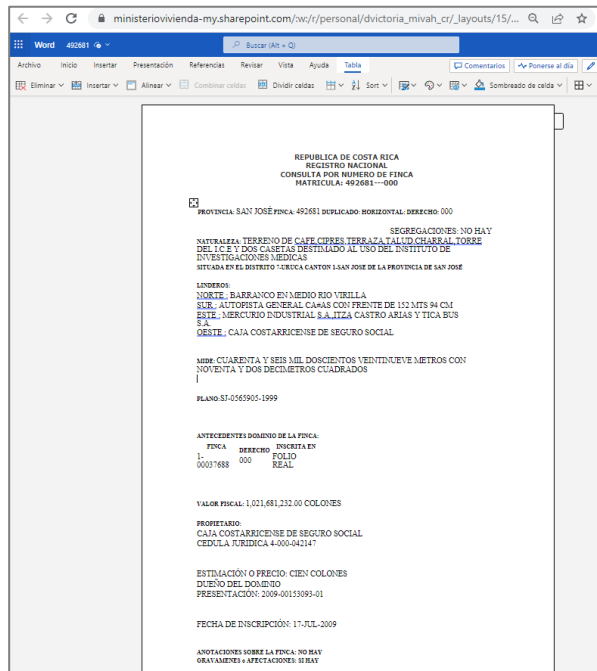 ministeriovivienda-my.sharepoint.com/:w:/r/personal/dvictoria_mivah_cr/_layouts/15/...
Word 492681 Buscar (Alt + Q)
Archivo Inicio Insertar Presentación Referencias Revisar Vista Ayuda Tabla Comentarios Ponerse al día
Eliminar Insertar Alinear Combinar celdas Dividir celdas Sort Sombreado de celda
REPUBLICA DE COSTA RICA
REGISTRO NACIONAL
CONSULTA POR NUMERO DE FINCA
MATRICULA: 492681---000
PROVINCIA: SAN JOSÉ FINCA: 492681 DUPLICADO: HORIZONTAL: DERECHO: 000
SEGREGACIONES: NO HAY
NATURALEZA: TERRENO DE CAFE,CIPRES,TERRAZA,TALUD,CHARRAL,TORRE
DEL I.C.E Y DOS CASETAS DESTIMADO AL USO DEL INSTITUTO DE
INVESTIGACIONES MEDICAS
SITUADA EN EL DISTRITO 7-URUCA CANTON 1-SAN JOSE DE LA PROVINCIA DE SAN JOSÉ
LINDEROS:
NORTE : BARRANCO EN MEDIO RIO VIRILLA
SUR : AUTOPISTA GENERAL CA#AS CON FRENTE DE 152 MTS 94 CM
ESTE : MERCURIO INDUSTRIAL S.A.,ITZA CASTRO ARIAS Y TICA BUS
S.A.
OESTE : CAJA COSTARRICENSE DE SEGURO SOCIAL
MIDE: CUARENTA Y SEIS MIL DOSCIENTOS VEINTINUEVE METROS CON
NOVENTA Y DOS DECIMETROS CUADRADOS
PLANO:SJ-0565905-1999
ANTECEDENTES DOMINIO DE LA FINCA:
FINCA DERECHO INSCRITA EN
1-00037688 000 FOLIO REAL
VALOR FISCAL: 1,021,681,232.00 COLONES
PROPIETARIO:
CAJA COSTARRICENSE DE SEGURO SOCIAL
CEDULA JURIDICA 4-000-042147
ESTIMACIÓN O PRECIO: CIEN COLONES
DUEÑO DEL DOMINIO
PRESENTACIÓN: 2009-00153093-01
FECHA DE INSCRIPCIÓN: 17-JUL-2009
ANOTACIONES SOBRE LA FINCA: NO HAY
GRAVAMENES o AFECTACIONES: SI HAY